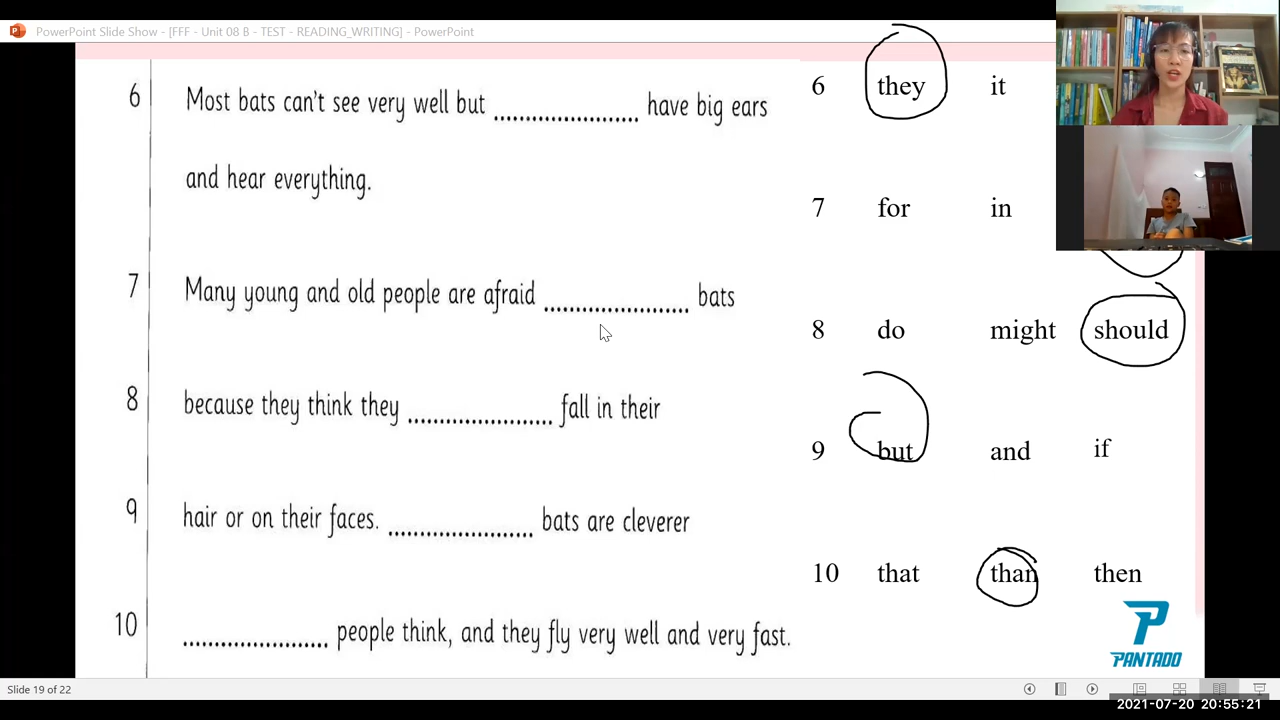 PowerPoint Slide Show - [FFF - Unit 08 B - TEST - READING_WRITING] - PowerPoint
6 Most bats can't see very well but ........................ have big ears
and hear everything.
7 Many young and old people are afraid ........................ bats
8 because they think they ........................ fall in their
9 hair or on their faces. ........................ bats are cleverer
10 ........................ people think, and they fly very well and very fast.
6 they it
7 for in
8 do might should
9 but and if
10 that than then
PANTADO
Slide 19 of 22
2021-07-20 20:55:21